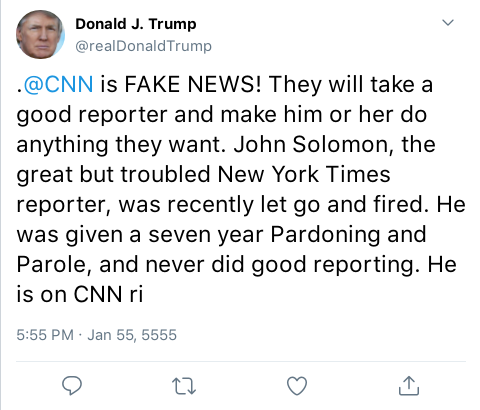 Donald J. Trump
@realDonaldTrump
.@CNN is FAKE NEWS! They will take a
good reporter and make him or her do
anything they want. John Solomon, the
great but troubled New York Times
reporter, was recently let go and fired. He
was given a seven year Pardoning and
Parole, and never did good reporting. He
is on CNN ri
5:55 PM · Jan 55, 5555